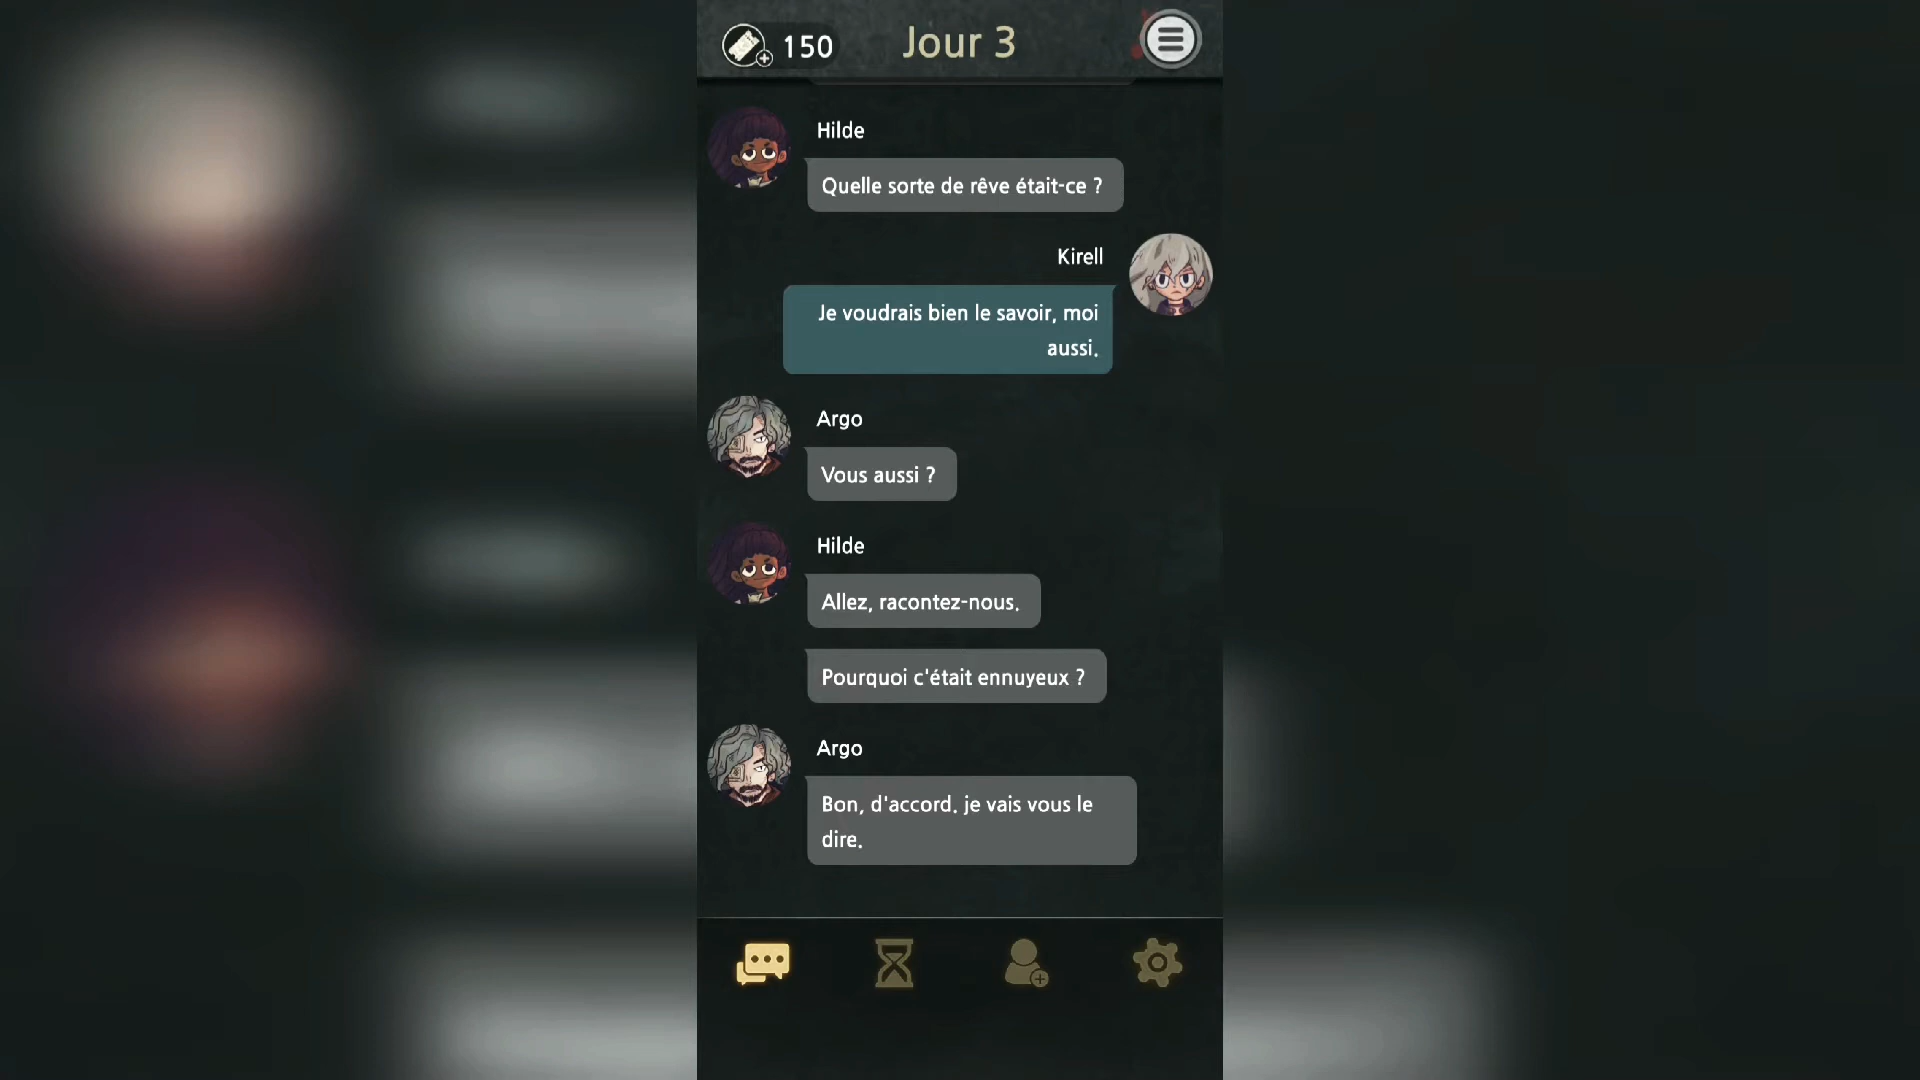 150
Jour 3
Hilde
Quelle sorte de rêve était-ce ?
Kirell
Je voudrais bien le savoir, moi
aussi.
Argo
Vous aussi ?
Hilde
Allez, racontez-nous.
Pourquoi c'était ennuyeux ?
Argo
Bon, d'accord. je vais vous le
dire.